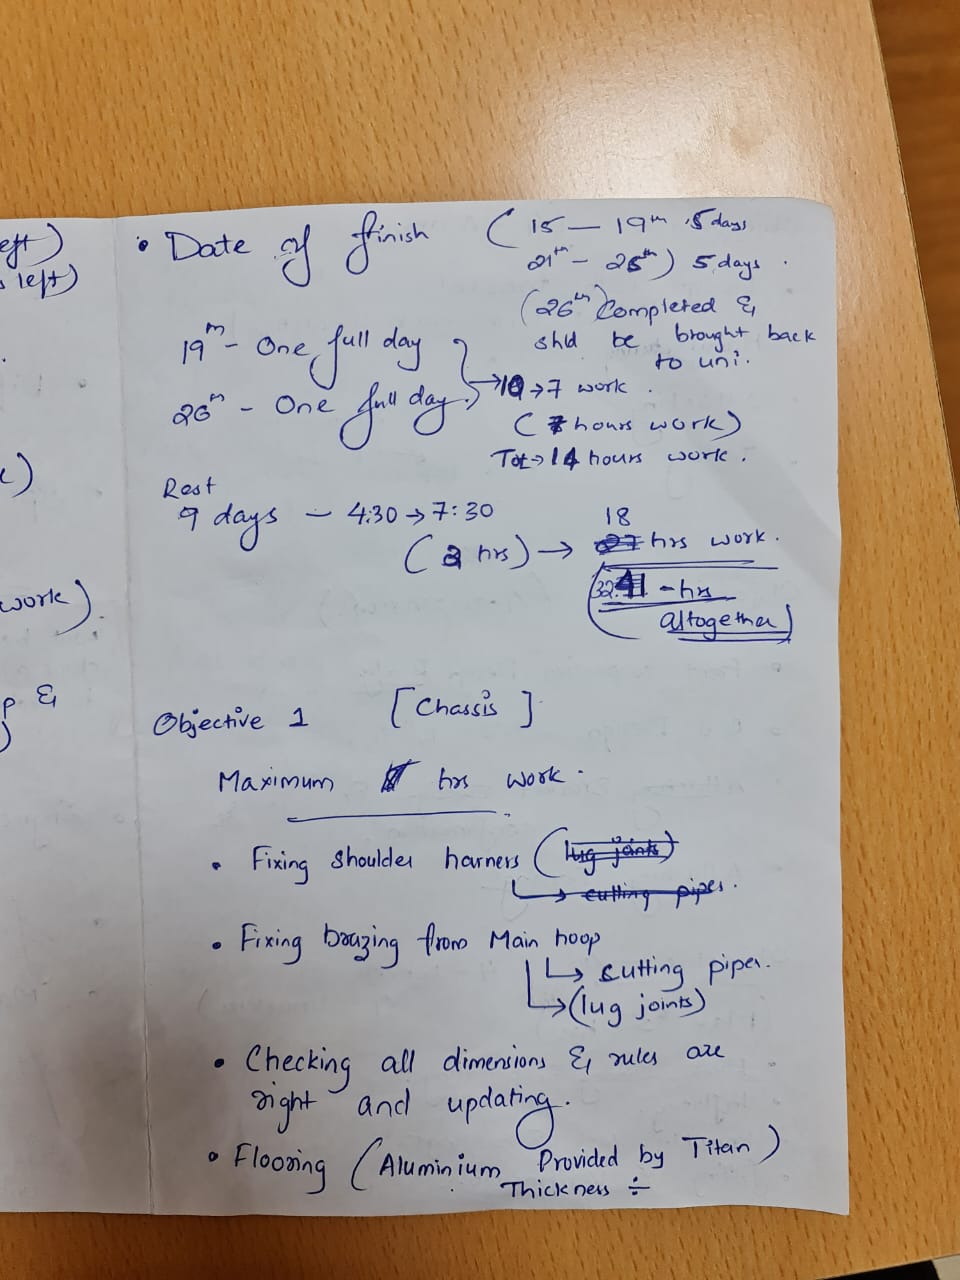 eft)
left)
• Date of finish (15 — 19th 5 days
21th — 25th) 5 days
(26th) Completed &
shld be brought back
to uni.
19th - One full day
→ 10 → 7 work.
26th - One full day.
(7 hours work)
Tot → 14 hours work.
Rest
9 days — 4:30 → 7:30
18
(2 hrs) → 27 hrs work.
32 41 - hrs
altogether)
work)
p &
Objective 1 [Chassis]
Maximum hrs work.
• Fixing shoulder harners (lug joints)
→ cutting pipes.
• Fixing brazing from Main hoop
→ cutting pipes.
→ (lug joints)
• Checking all dimensions & rules are
right and updating.
• Flooring (Aluminium Provided by Titan)
Thickness ÷